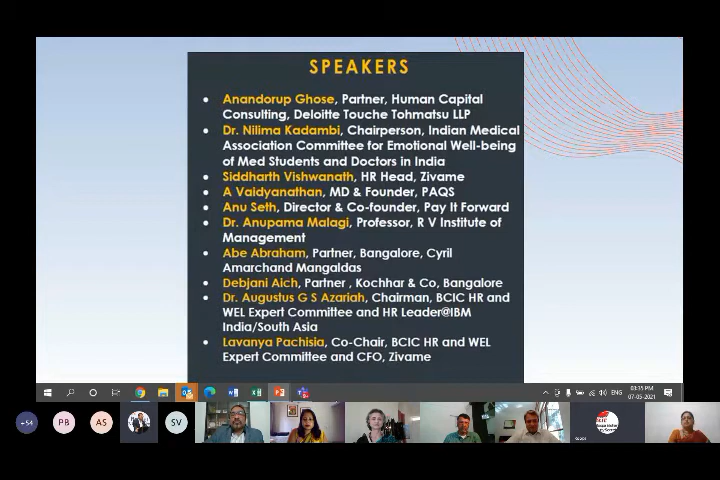 SPEAKERS
• Anandorup Ghose, Partner, Human Capital
Consulting, Deloitte Touche Tohmatsu LLP
• Dr. Nilima Kadambi, Chairperson, Indian Medical
Association Committee for Emotional Well-being
of Med Students and Doctors in India
• Siddharth Vishwanath, HR Head, Zivame
• A Vaidyanathan, MD & Founder, PAQS
• Anu Seth, Director & Co-founder, Pay It Forward
• Dr. Anupama Malagi, Professor, R V Institute of
Management
• Abe Abraham, Partner, Bangalore, Cyril
Amarchand Mangaldas
• Debjani Aich, Partner , Kochhar & Co, Bangalore
• Dr. Augustus G S Azariah, Chairman, BCIC HR and
WEL Expert Committee and HR Leader@IBM
India/South Asia
• Lavanya Pachisia, Co-Chair, BCIC HR and WEL
Expert Committee and CFO, Zivame
ENG
03:35 PM
07-05-2021
+54
PB
AS
SV